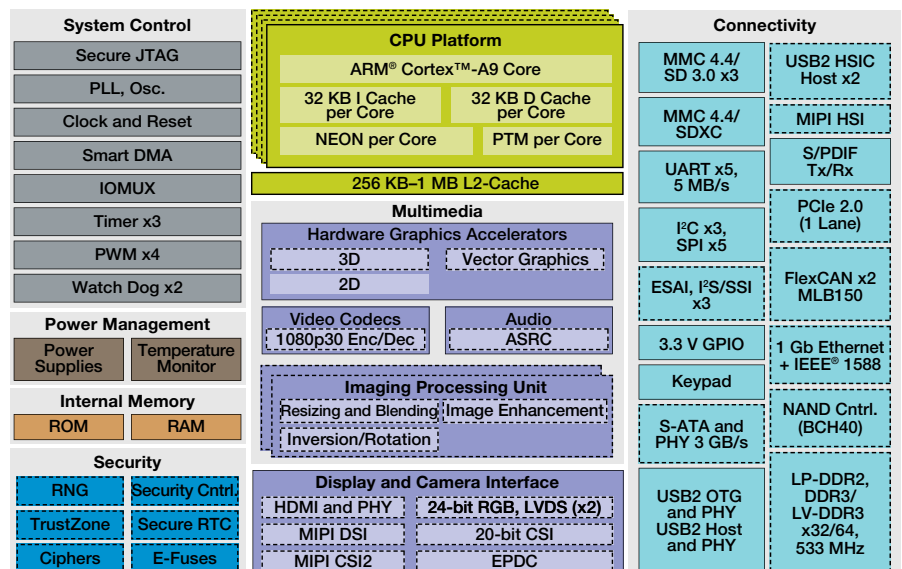 System Control
Secure JTAG
PLL, Osc.
Clock and Reset
Smart DMA
IOMUX
Timer x3
PWM x4
Watch Dog x2
Power Management
Power
Supplies
Temperature
Monitor
Internal Memory
ROM
RAM
Security
RNG
Security Cntrl.
TrustZone
Secure RTC
Ciphers
E-Fuses
CPU Platform
ARM® Cortex™-A9 Core
32 KB I Cache
per Core
32 KB D Cache
per Core
NEON per Core
PTM per Core
256 KB–1 MB L2-Cache
Multimedia
Hardware Graphics Accelerators
3D
Vector Graphics
2D
Video Codecs
1080p30 Enc/Dec
Audio
ASRC
Imaging Processing Unit
Resizing and Blending
Image Enhancement
Inversion/Rotation
Display and Camera Interface
HDMI and PHY
24-bit RGB, LVDS (x2)
MIPI DSI
20-bit CSI
MIPI CSI2
EPDC
Connectivity
MMC 4.4/
SD 3.0 x3
MMC 4.4/
SDXC
UART x5,
5 MB/s
I²C x3,
SPI x5
ESAI, I²S/SSI
x3
3.3 V GPIO
Keypad
S-ATA and
PHY 3 GB/s
USB2 OTG
and PHY
USB2 Host
and PHY
USB2 HSIC
Host x2
MIPI HSI
S/PDIF
Tx/Rx
PCIe 2.0
(1 Lane)
FlexCAN x2
MLB150
1 Gb Ethernet
+ IEEE® 1588
NAND Cntrl.
(BCH40)
LP-DDR2,
DDR3/
LV-DDR3
x32/64,
533 MHz